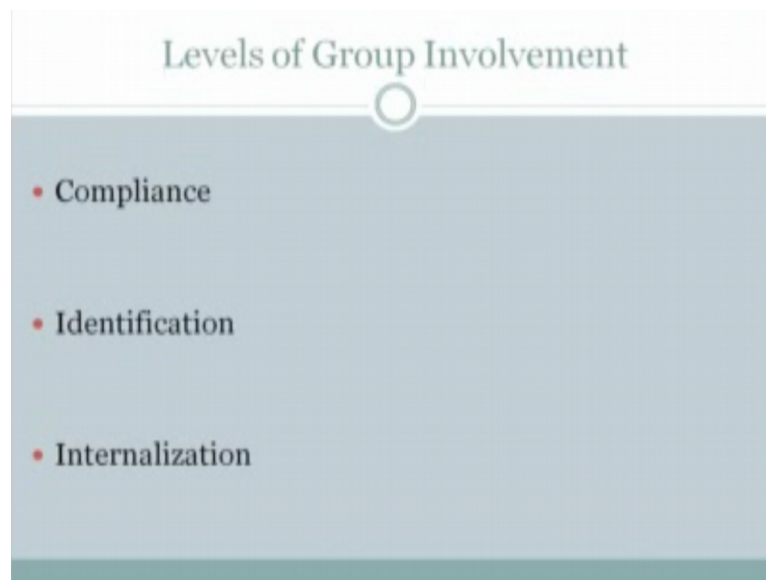 Levels of Group Involvement
• Compliance
• Identification
• Internalization